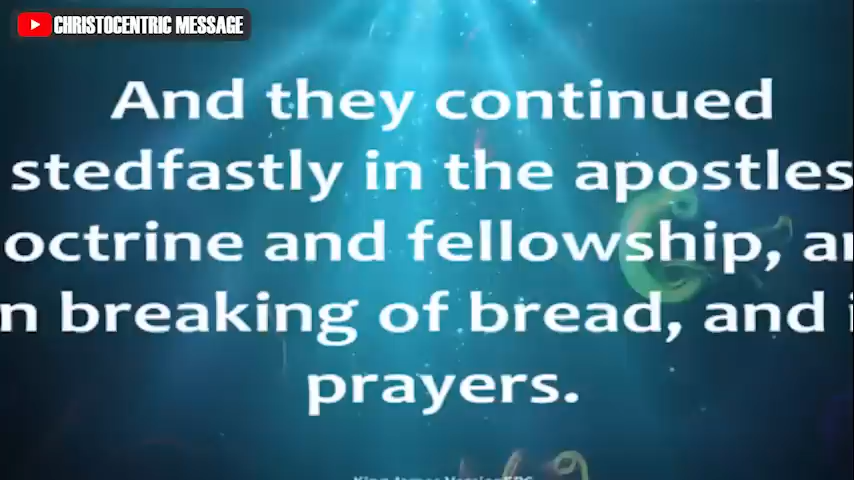 CHRISTOCENTRIC MESSAGE
And they continued
stedfastly in the apostles
octrine and fellowship, a
n breaking of bread, and i
prayers.